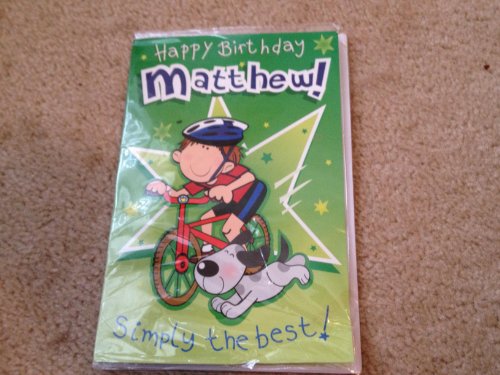 Happy Birthday
Matthew!
Simply the best!